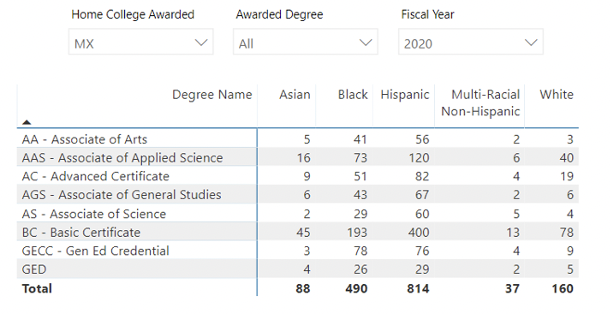 Home College Awarded Awarded Degree Fiscal Year
MX All 2020
Degree Name Asian Black Hispanic Multi-Racial White
Non-Hispanic
AA - Associate of Arts 5 41 56 2 3
AAS - Associate of Applied Science 16 73 120 6 40
AC - Advanced Certificate 9 51 82 4 19
AGS - Associate of General Studies 6 43 67 2 6
AS - Associate of Science 2 29 60 5 4
BC - Basic Certificate 45 193 400 13 78
GECC - Gen Ed Credential 3 78 76 4 9
GED 4 26 29 2 5
Total 88 490 814 37 160